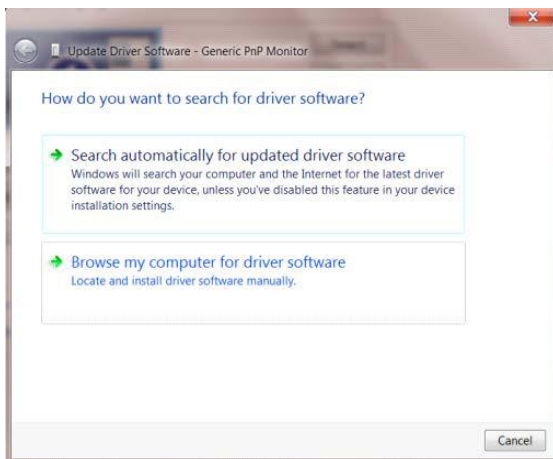 Update Driver Software - Generic PnP Monitor
How do you want to search for driver software?
Search automatically for updated driver software
Windows will search your computer and the Internet for the latest driver
software for your device, unless you've disabled this feature in your device
installation settings.
Browse my computer for driver software
Locate and install driver software manually.
Cancel